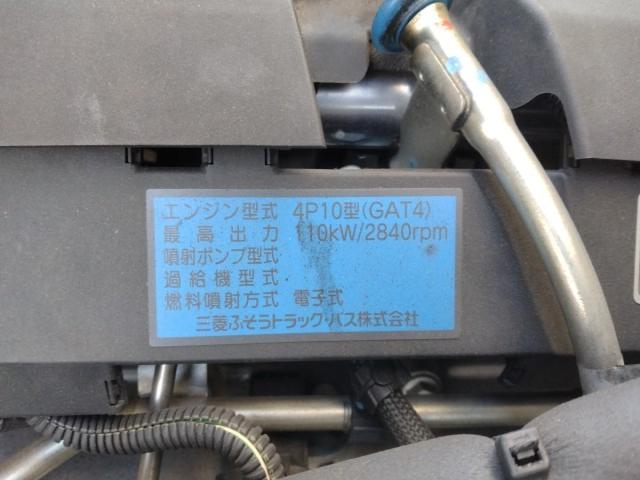 エンジン型式 4P10型(GAT4)
最高出力 110kW/2840rpm
噴射ポンプ型式
過給機型式
燃料噴射方式 電子式
三菱ふそうトラック・バス株式会社